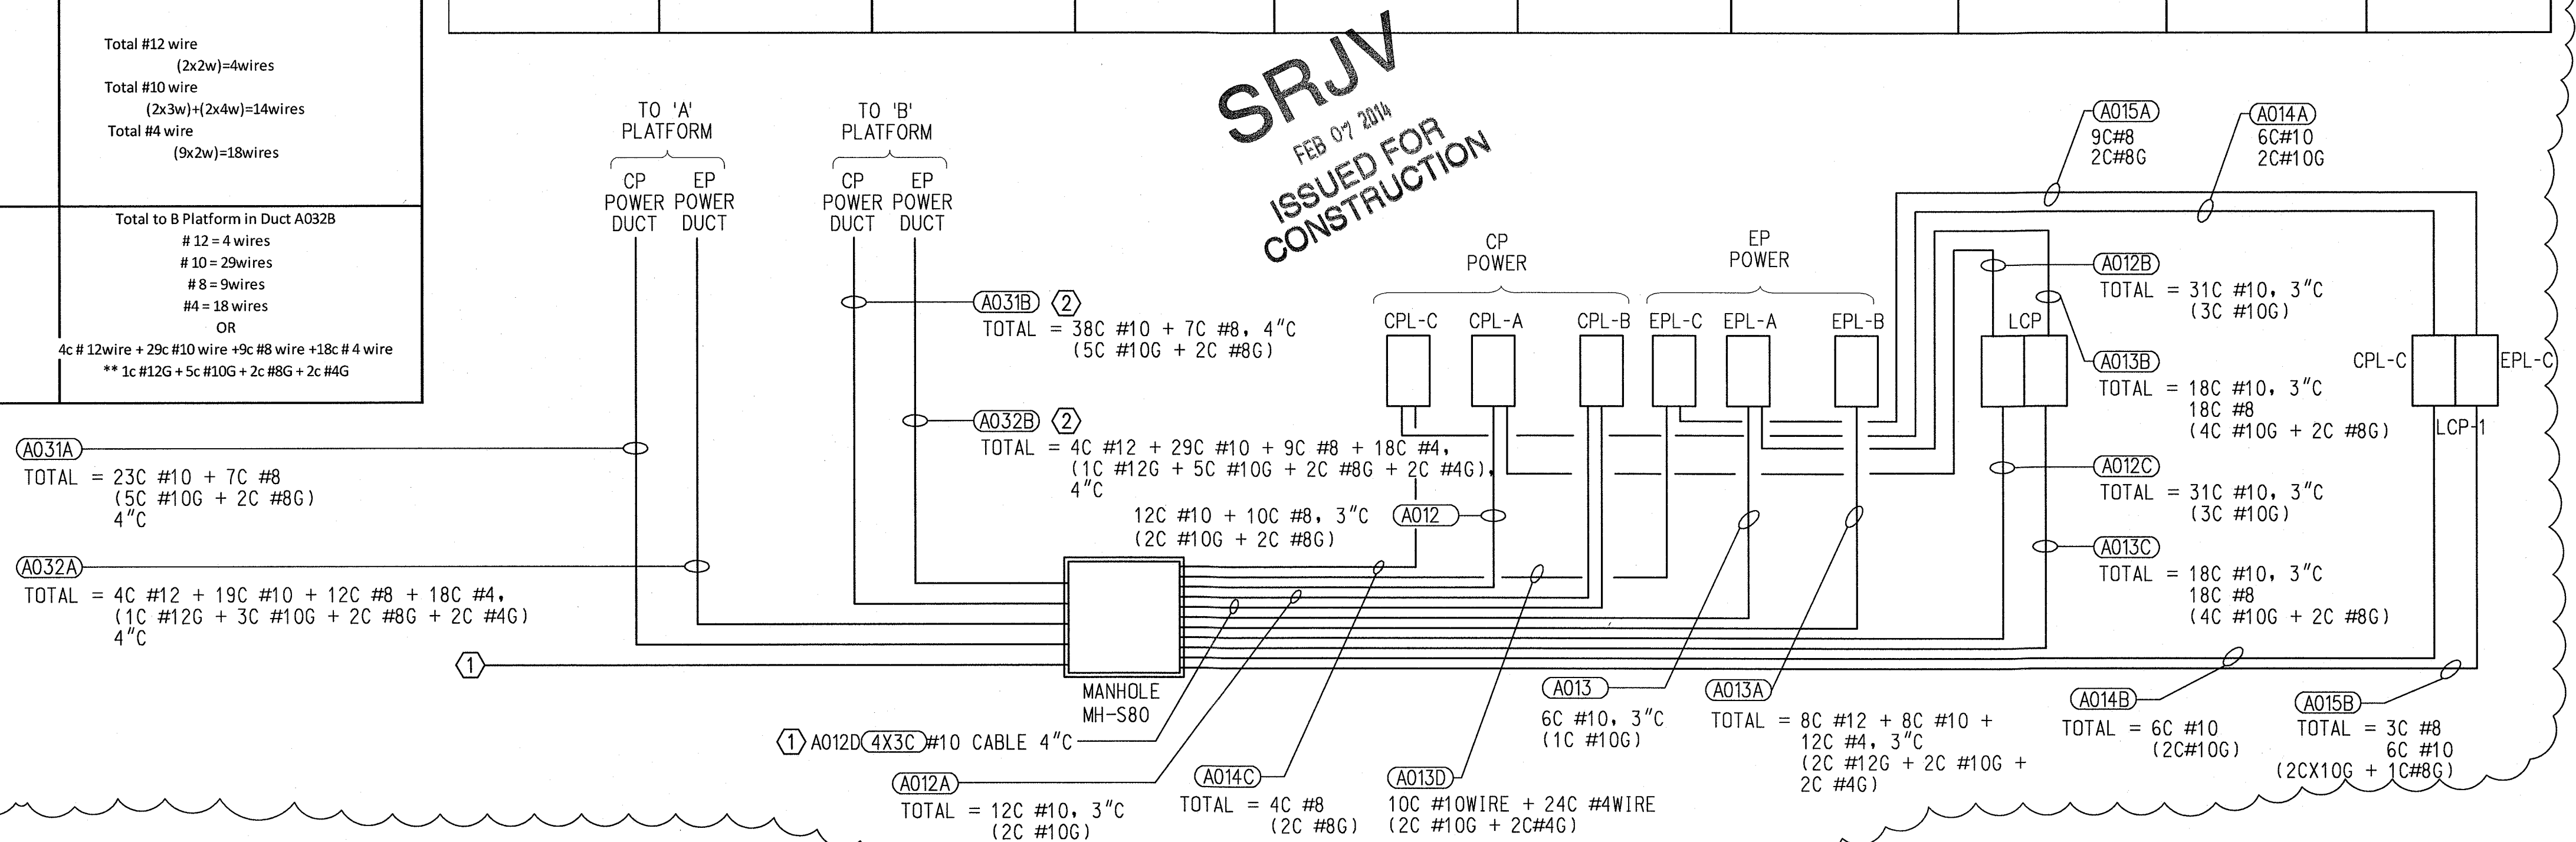 Total #12 wire
(2x2w)=4wires
Total #10 wire
(2x3w)+(2x4w)=14wires
Total #4 wire
(9x2w)=18wires
Total to B Platform in Duct A032B
# 12 = 4 wires
# 10 = 29wires
# 8 = 9wires
#4 = 18 wires
OR
4c # 12wire + 29c #10 wire +9c #8 wire +18c # 4 wire
** 1c #12G + 5c #10G + 2c #8G + 2c #4G
SRJV
FEB 07 2014
ISSUED FOR
CONSTRUCTION
TO 'A'
PLATFORM
CP
POWER
DUCT
EP
POWER
DUCT
TO 'B'
PLATFORM
CP
POWER
DUCT
EP
POWER
DUCT
A031B 2
TOTAL = 38C #10 + 7C #8, 4"C
(5C #10G + 2C #8G)
A032B 2
TOTAL = 4C #12 + 29C #10 + 9C #8 + 18C #4,
(1C #12G + 5C #10G + 2C #8G + 2C #4G),
4"C
12C #10 + 10C #8, 3"C A012
(2C #10G + 2C #8G)
A031A
TOTAL = 23C #10 + 7C #8
(5C #10G + 2C #8G)
4"C
A032A
TOTAL = 4C #12 + 19C #10 + 12C #8 + 18C #4,
(1C #12G + 3C #10G + 2C #8G + 2C #4G)
4"C
1
MANHOLE
MH-S80
1 A012D 4X3C #10 CABLE 4"C
A012A
TOTAL = 12C #10, 3"C
(2C #10G)
A014C
TOTAL = 4C #8
(2C #8G)
A013D
10C #10WIRE + 24C #4WIRE
(2C #10G + 2C#4G)
A013
6C #10, 3"C
(1C #10G)
A013A
TOTAL = 8C #12 + 8C #10 +
12C #4, 3"C
(2C #12G + 2C #10G +
2C #4G)
A014B
TOTAL = 6C #10
(2C#10G)
A015B
TOTAL = 3C #8
6C #10
(2CX10G + 1C#8G)
CP
POWER
CPL-C
CPL-A
CPL-B
EP
POWER
EPL-C
EPL-A
EPL-B
LCP
A015A
9C#8
2C#8G
A014A
6C#10
2C#10G
A012B
TOTAL = 31C #10, 3"C
(3C #10G)
A013B
TOTAL = 18C #10, 3"C
18C #8
(4C #10G + 2C #8G)
A012C
TOTAL = 31C #10, 3"C
(3C #10G)
A013C
TOTAL = 18C #10, 3"C
18C #8
(4C #10G + 2C #8G)
CPL-C
EPL-C
LCP-1